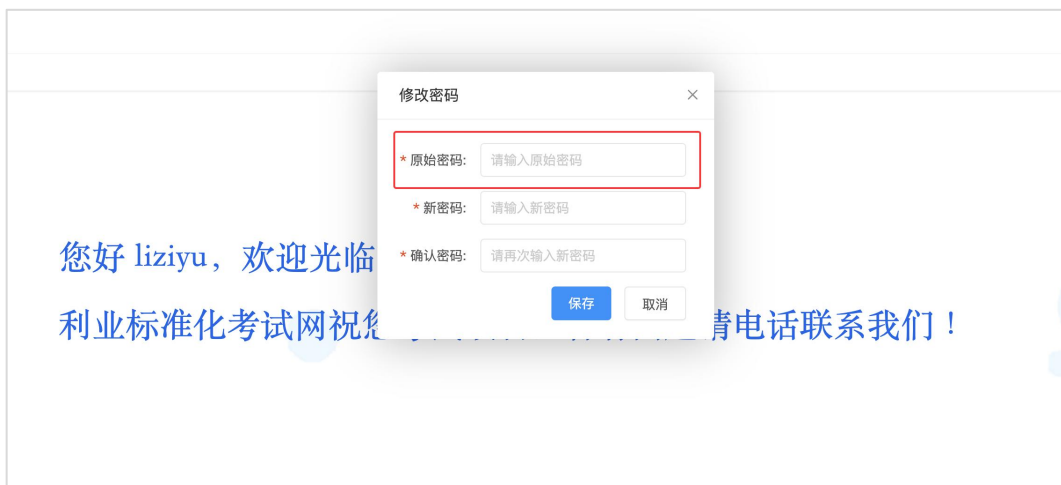 修改密码
* 原始密码: 请输入原始密码
* 新密码: 请输入新密码
* 确认密码: 请再次输入新密码
保存 取消
您好 liziyu，欢迎光临
利业标准化考试网祝您 请电话联系我们！